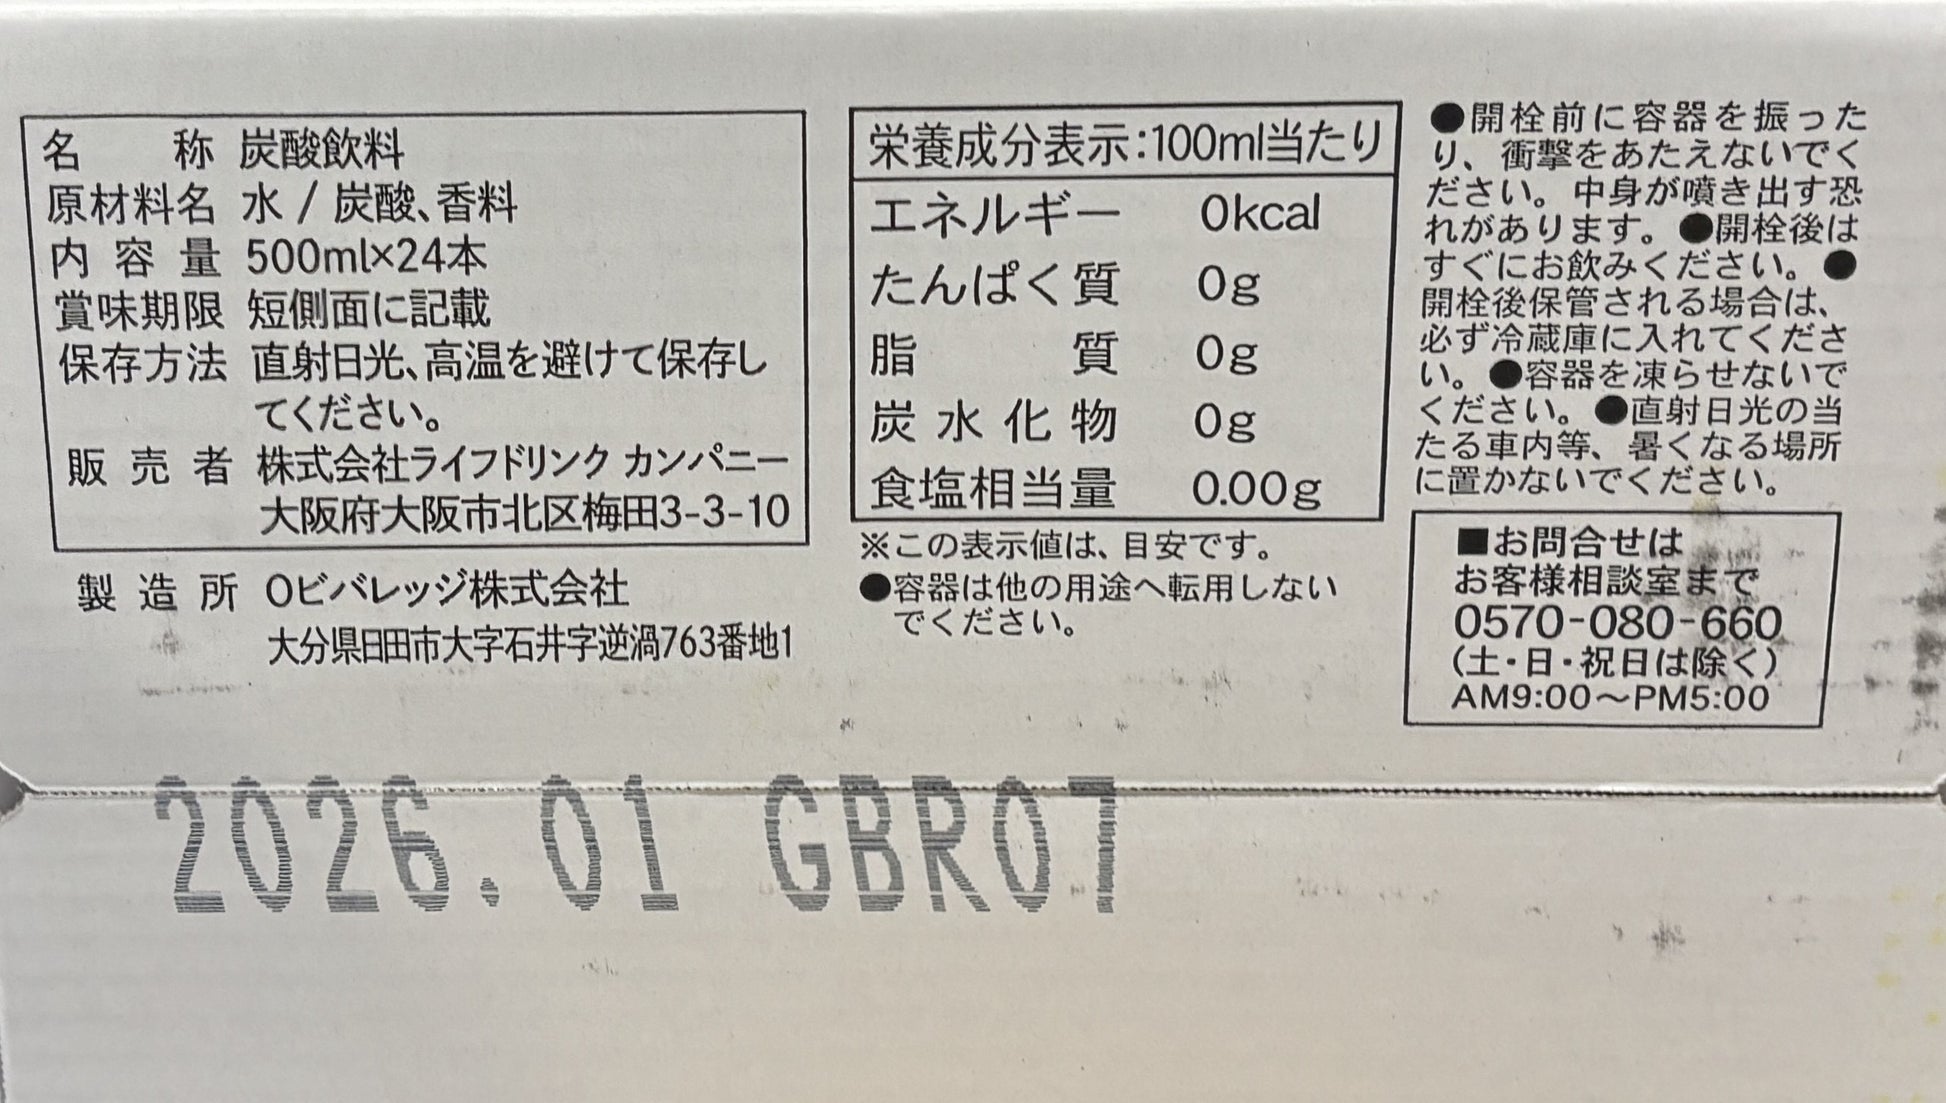 名称 炭酸飲料
原材料名 水 / 炭酸、香料
内容量 500ml×24本
賞味期限 短側面に記載
保存方法 直射日光、高温を避けて保存し
てください。
販売者 株式会社ライフドリンク カンパニー
大阪府大阪市北区梅田3-3-10
製造所 Oビバレッジ株式会社
大分県日田市大字石井字逆渦763番地1
栄養成分表示:100ml当たり
エネルギー 0kcal
たんぱく質 0g
脂質 0g
炭水化物 0g
食塩相当量 0.00g
※この表示値は、目安です。
●容器は他の用途へ転用しない
でください。
●開栓前に容器を振った
り、衝撃をあたえないでく
ださい。中身が噴き出す恐
れがあります。●開栓後は
すぐにお飲みください。●
開栓後保管される場合は、
必ず冷蔵庫に入れてくださ
い。●容器を凍らせないで
ください。●直射日光の当
たる車内等、暑くなる場所
に置かないでください。
■お問合せは
お客様相談室まで
0570-080-660
(土・日・祝日は除く)
AM9:00〜PM5:00
2026.01 GBR07